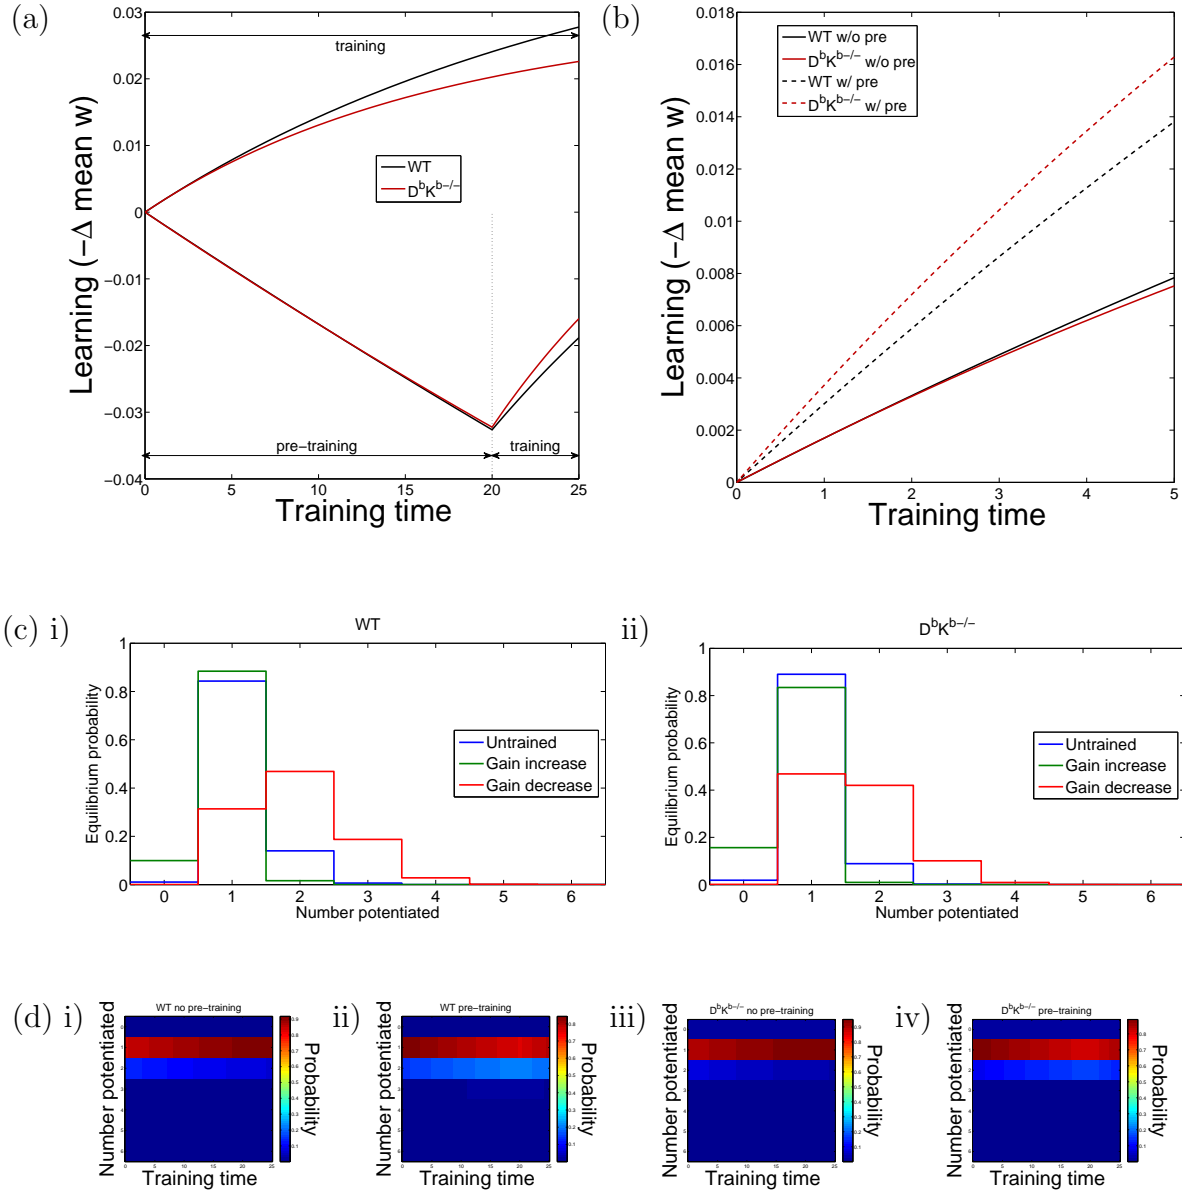 (a)
0.03
0.02
0.01
0
−0.01
−0.02
−0.03
−0.04
0
5
10
15
20
25
Learning (−Δ mean w)
Training time
training
WT
DᵇKᵇ⁻/⁻
pre−training
training
(b)
0.018
0.016
0.014
0.012
0.01
0.008
0.006
0.004
0.002
0
0
1
2
3
4
5
Learning (−Δ mean w)
Training time
WT w/o pre
DᵇKᵇ⁻/⁻ w/o pre
WT w/ pre
DᵇKᵇ⁻/⁻ w/ pre
(c) i)
WT
1
0.8
0.6
0.4
0.2
0
0
1
2
3
4
5
6
Equilibrium probability
Number potentiated
Untrained
Gain increase
Gain decrease
ii)
DᵇKᵇ⁻/⁻
1
0.8
0.6
0.4
0.2
0
0
1
2
3
4
5
6
Equilibrium probability
Number potentiated
Untrained
Gain increase
Gain decrease
(d) i)
WT no pre−training
Number potentiated
Training time
Probability
ii)
WT pre−training
Number potentiated
Training time
Probability
iii)
DᵇKᵇ⁻/⁻ no pre−training
Number potentiated
Training time
Probability
iv)
DᵇKᵇ⁻/⁻ pre−training
Number potentiated
Training time
Probability